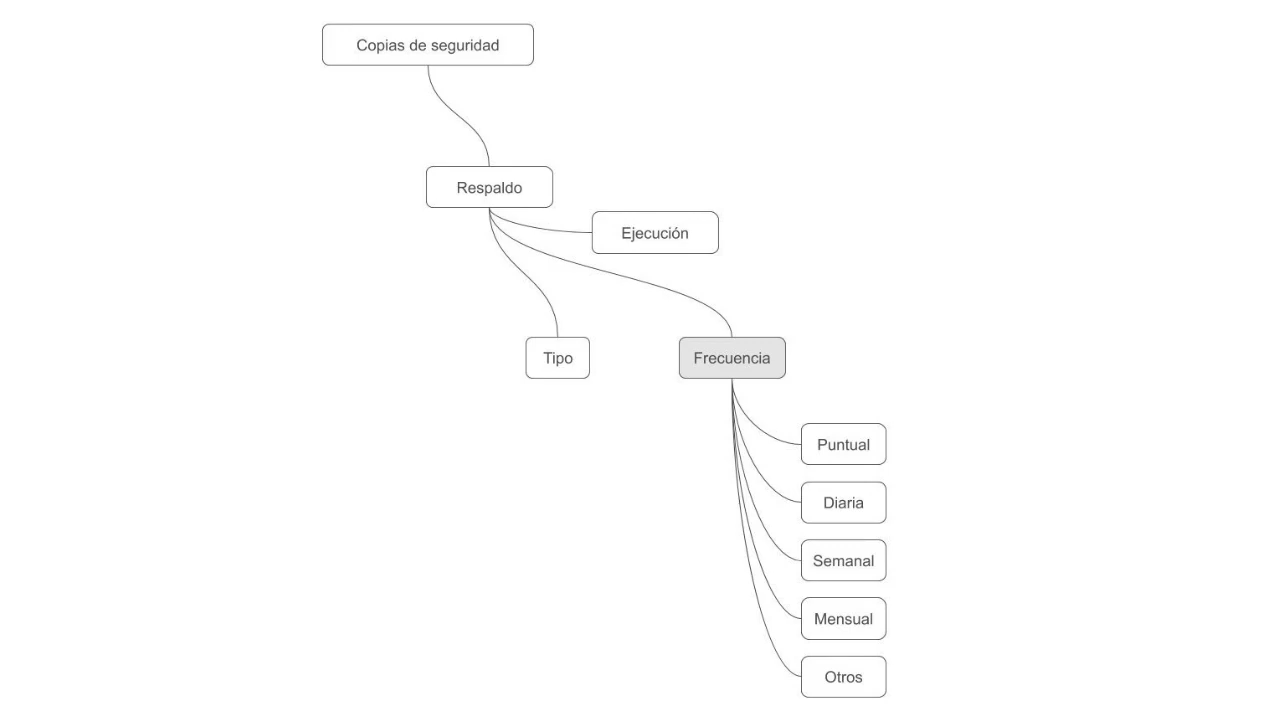 Copias de seguridad
Respaldo
Ejecución
Tipo
Frecuencia
Puntual
Diaria
Semanal
Mensual
Otros